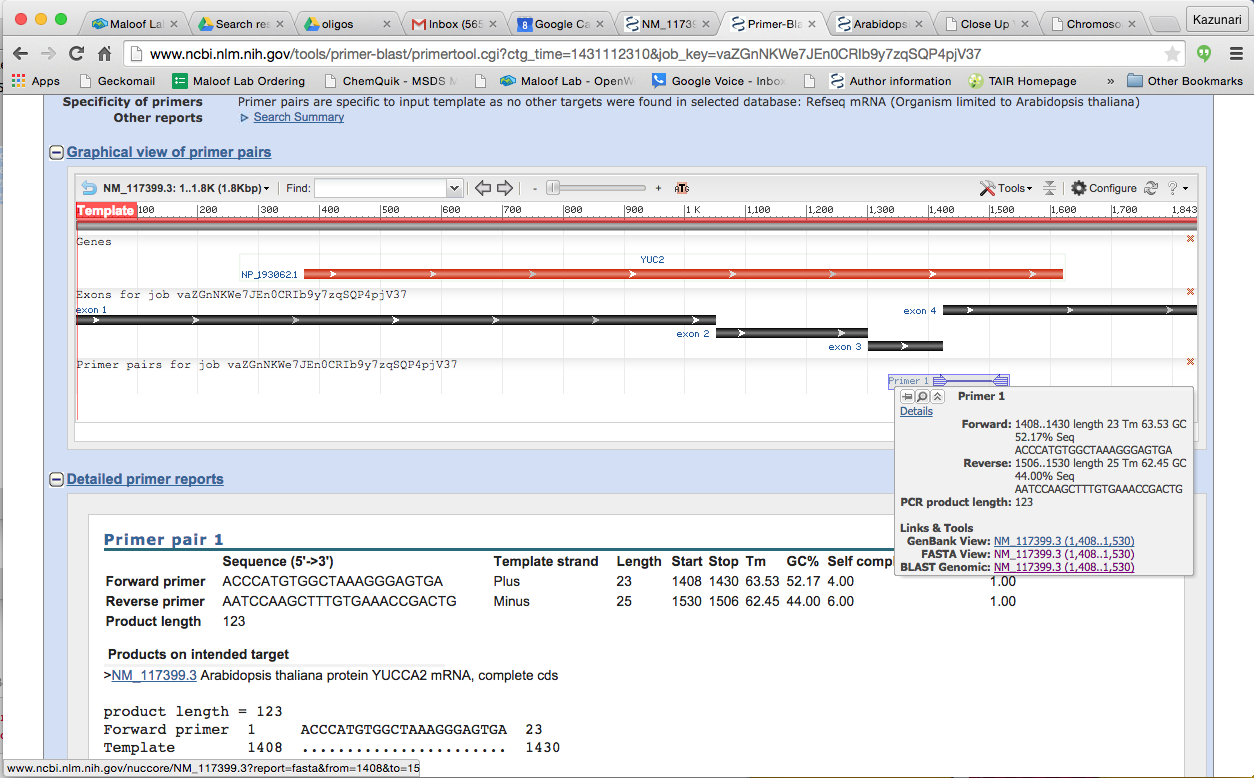 Maloof Lal
Search res
oligos
Inbox (565
Google Ca
NM_1173
Primer-Bla
Arabidops
Close Up
Chromoso
Kazunari
www.ncbi.nlm.nih.gov/tools/primer-blast/primertool.cgi?ctg_time=1431112310&job_key=vaZGnNKWe7JEn0CRIb9y7zqSQP4pjV37
Apps Geckomail Maloof Lab Ordering ChemQuik - MSDS Maloof Lab - OpenW Google Voice - Inbox Author information TAIR Homepage » Other Bookmarks
Specificity of primers Primer pairs are specific to input template as no other targets were found in selected database: Refseq mRNA (Organism limited to Arabidopsis thaliana)
Other reports Search Summary
Graphical view of primer pairs
NM_117399.3: 1..1.8K (1.8Kbp) Find: - + ATG Tools Configure ?
Template 100 200 300 400 500 600 700 800 900 1 K 1,100 1,200 1,300 1,400 1,500 1,600 1,700 1,843
Genes
YUC2
NP_193062.1
Exons for job vaZGnNKWe7JEn0CRIb9y7zqSQP4pjV37
exon 1
exon 4
exon 2
exon 3
Primer pairs for job vaZGnNKWe7JEn0CRIb9y7zqSQP4pjV37
Primer 1
Primer 1
Details
Forward: 1408..1430 length 23 Tm 63.53 GC
52.17% Seq
ACCCATGTGGCTAAAGGGAGTGA
Reverse: 1506..1530 length 25 Tm 62.45 GC
44.00% Seq
AATCCAAGCTTTGTGAAACCGACTG
PCR product length: 123
Links & Tools
GenBank View: NM_117399.3 (1,408..1,530)
FASTA View: NM_117399.3 (1,408..1,530)
BLAST Genomic: NM_117399.3 (1,408..1,530)
Detailed primer reports
Primer pair 1
Sequence (5'->3') Template strand Length Start Stop Tm GC% Self compl
Forward primer ACCCATGTGGCTAAAGGGAGTGA Plus 23 1408 1430 63.53 52.17 4.00 1.00
Reverse primer AATCCAAGCTTTGTGAAACCGACTG Minus 25 1530 1506 62.45 44.00 6.00 1.00
Product length 123
Products on intended target
>NM_117399.3 Arabidopsis thaliana protein YUCCA2 mRNA, complete cds
product length = 123
Forward primer 1 ACCCATGTGGCTAAAGGGAGTGA 23
Template 1408 ....................... 1430
www.ncbi.nlm.nih.gov/nuccore/NM_117399.3?report=fasta&from=1408&to=15